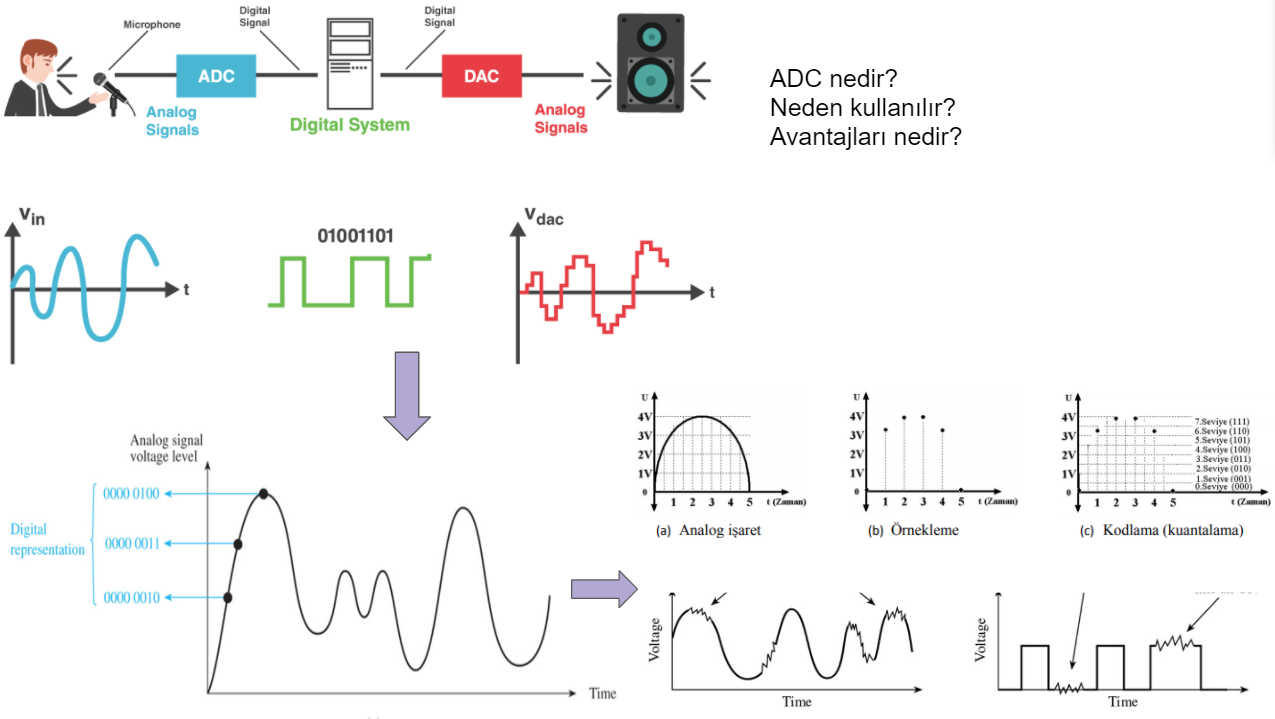 Microphone
Digital
Signal
Digital
Signal
ADC
DAC
Analog
Signals
Digital System
Analog
Signals
ADC nedir?
Neden kullanılır?
Avantajları nedir?
Vin
t
01001101
Vdac
t
Analog signal
voltage level
0000 0100
0000 0011
0000 0010
Digital
representation
Time
U
4V
3V
2V
1V
0
1 2 3 4 5 t (Zaman)
(a) Analog işaret
U
4V
3V
2V
1V
0
1 2 3 4 5 t (Zaman)
(b) Örnekleme
U
4V
3V
2V
1V
0
7.Seviye (111)
6.Seviye (110)
5.Seviye (101)
4.Seviye (100)
3.Seviye (011)
2.Seviye (010)
1.Seviye (001)
0.Seviye (000)
1 2 3 4 5 t (Zaman)
(c) Kodlama (kuantalama)
Voltage
Time
Voltage
Time